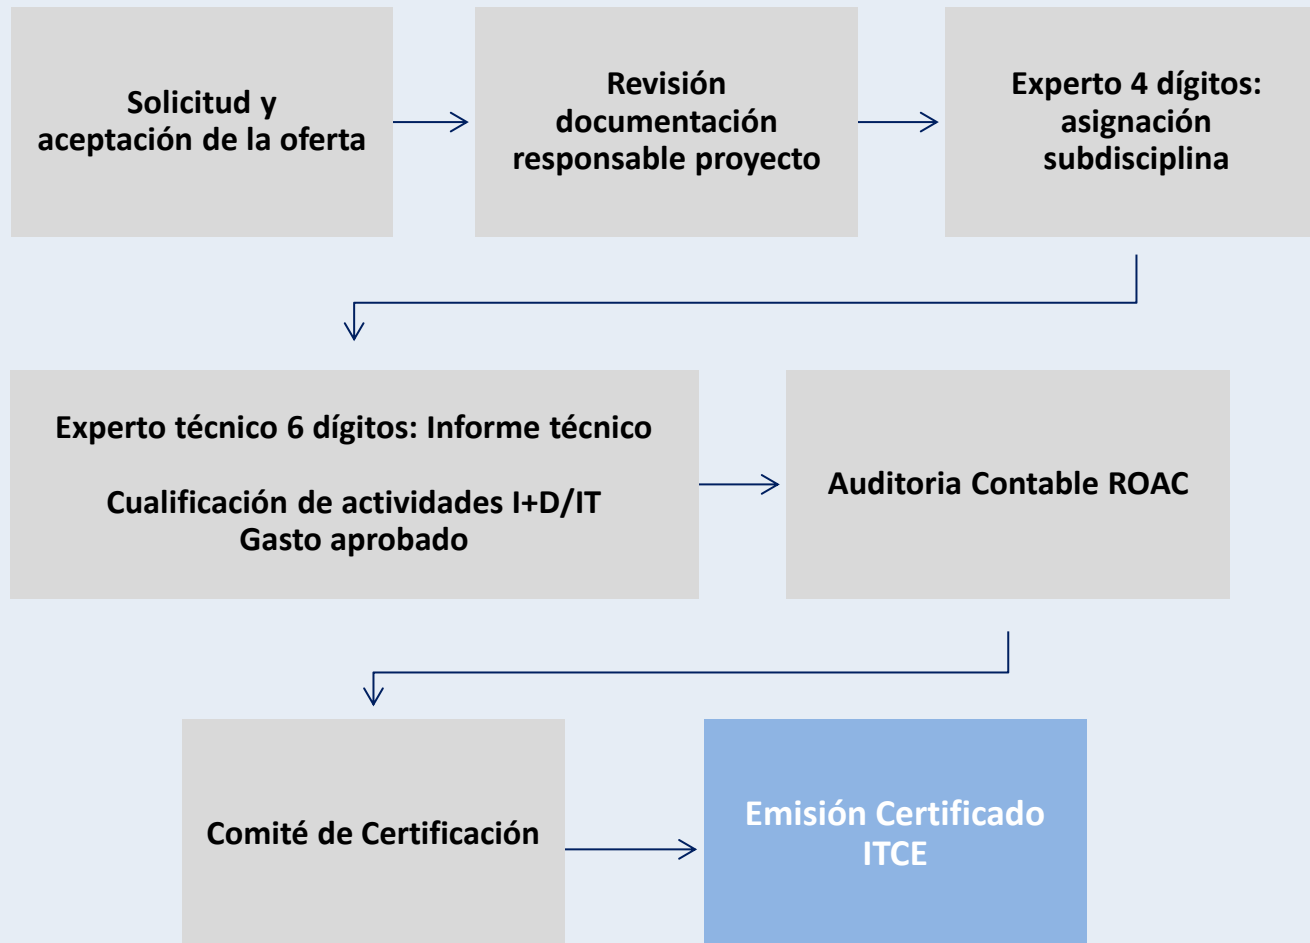 Solicitud y
aceptación de la oferta
Revisión
documentación
responsable proyecto
Experto 4 dígitos:
asignación
subdisciplina
Experto técnico 6 dígitos: Informe técnico
Cualificación de actividades I+D/IT
Gasto aprobado
Auditoria Contable ROAC
Comité de Certificación
Emisión Certificado
ITCE